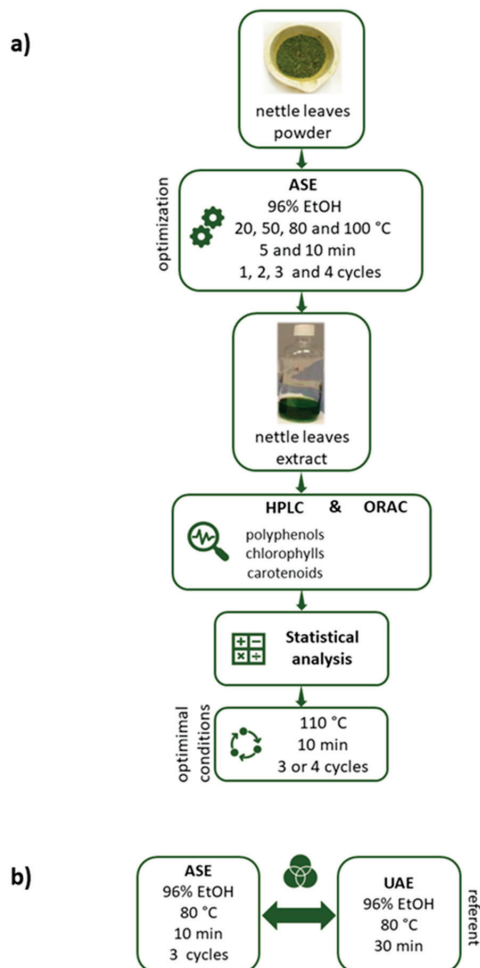 a)
nettle leaves
powder
optimization
ASE
96% EtOH
20, 50, 80 and 100 °C
5 and 10 min
1, 2, 3 and 4 cycles
nettle leaves
extract
HPLC & ORAC
polyphenols
chlorophylls
carotenoids
Statistical
analysis
optimimal
conditions
110 °C
10 min
3 or 4 cycles
b)
ASE
96% EtOH
80 °C
10 min
3 cycles
UAE
96% EtOH
80 °C
30 min
referent